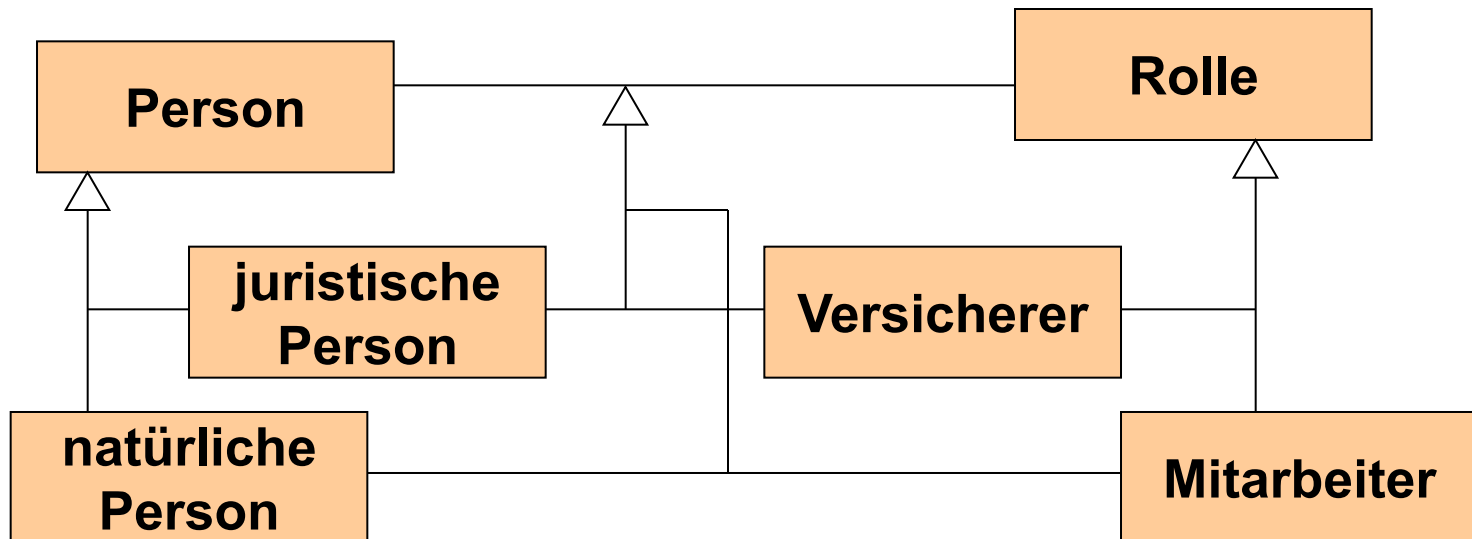 Person
Rolle
juristische
Person
Versicherer
natürliche
Person
Mitarbeiter